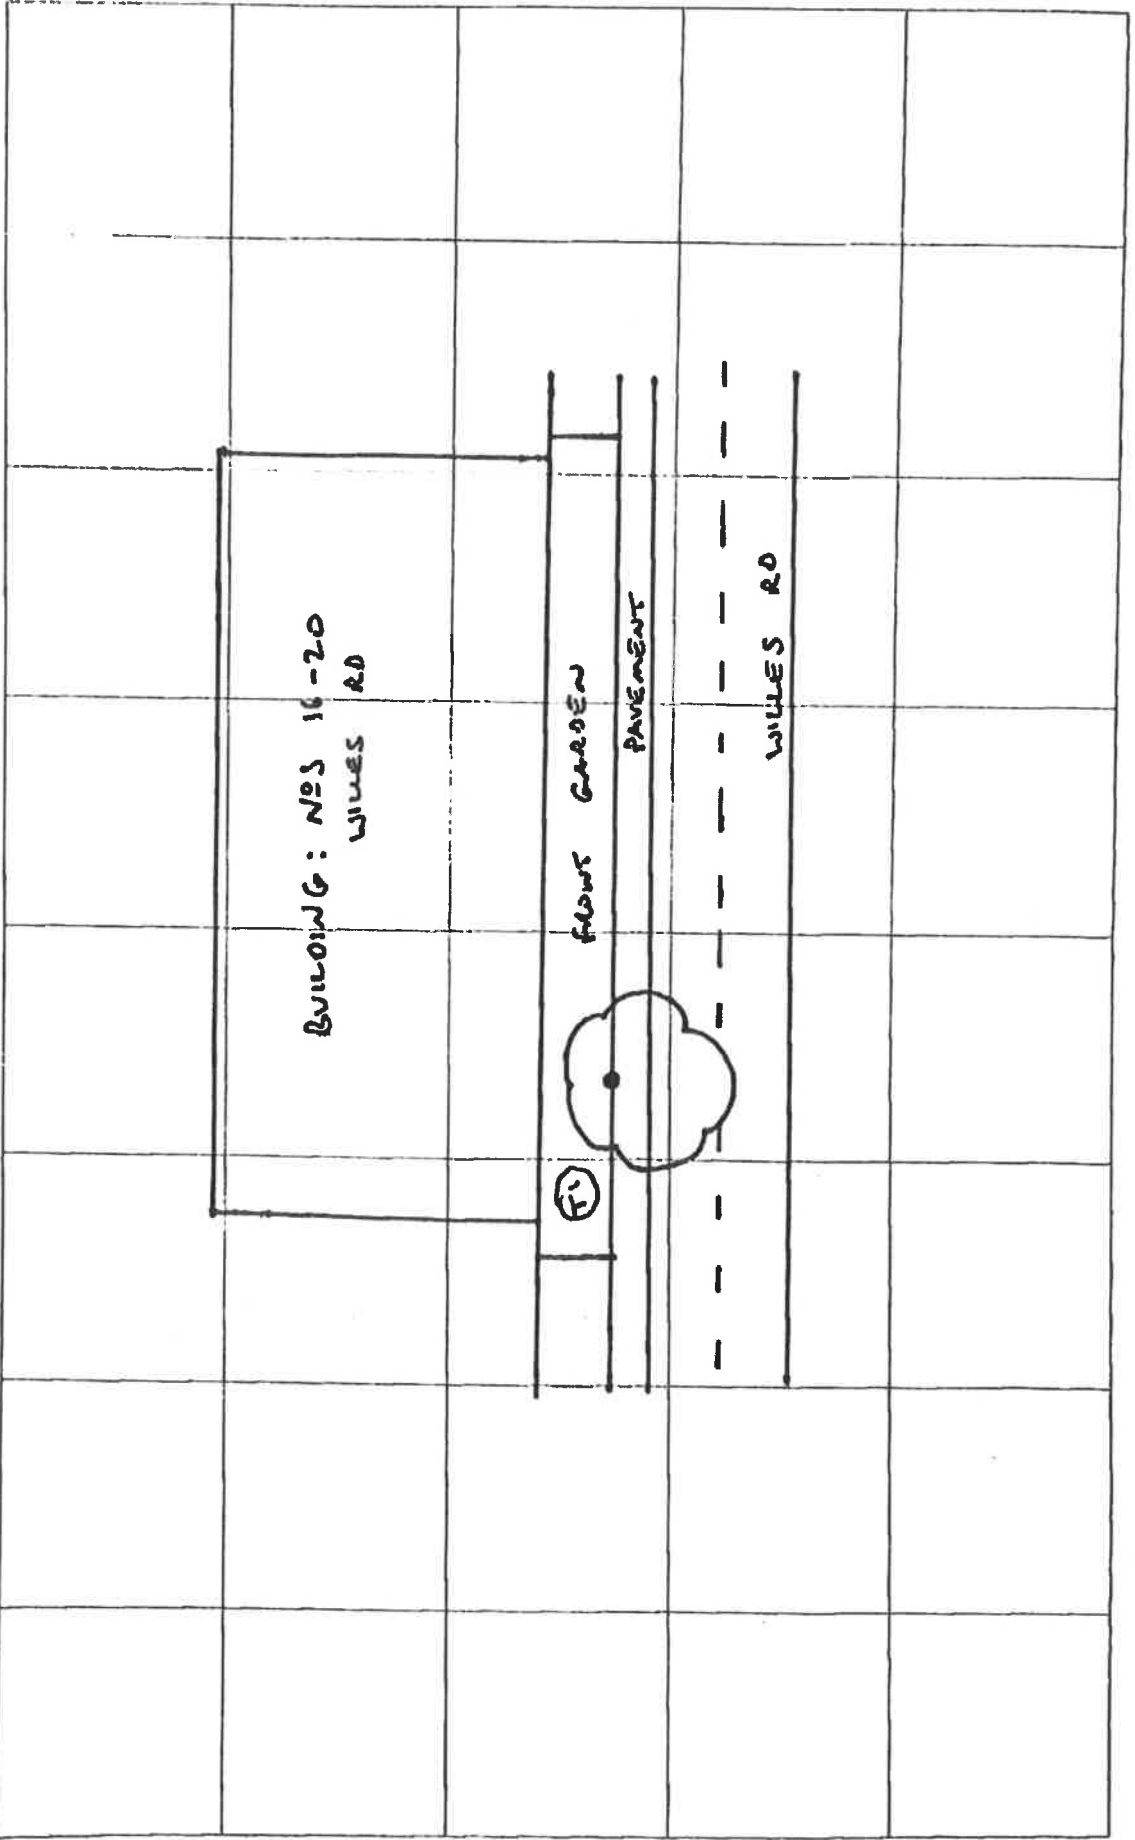 BUILDING: NOS 16-20
WILLES RD
FRONT GARDEN
PAVEMENT
WILLES RD
T1